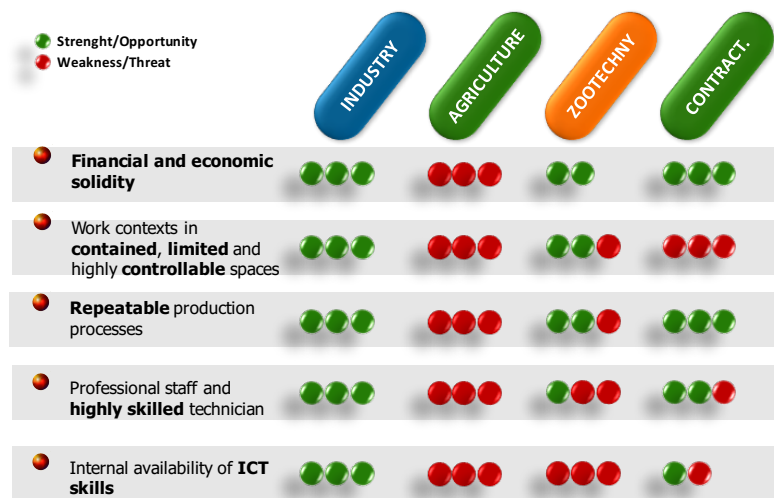 Strenght/Opportunity
Weakness/Threat
INDUSTRY
AGRICULTURE
ZOOTECHNY
CONTRACT.
Financial and economic
solidity
Work contexts in
contained, limited and
highly controllable spaces
Repeatable production
processes
Professional staff and
highly skilled technician
Internal availability of ICT
skills